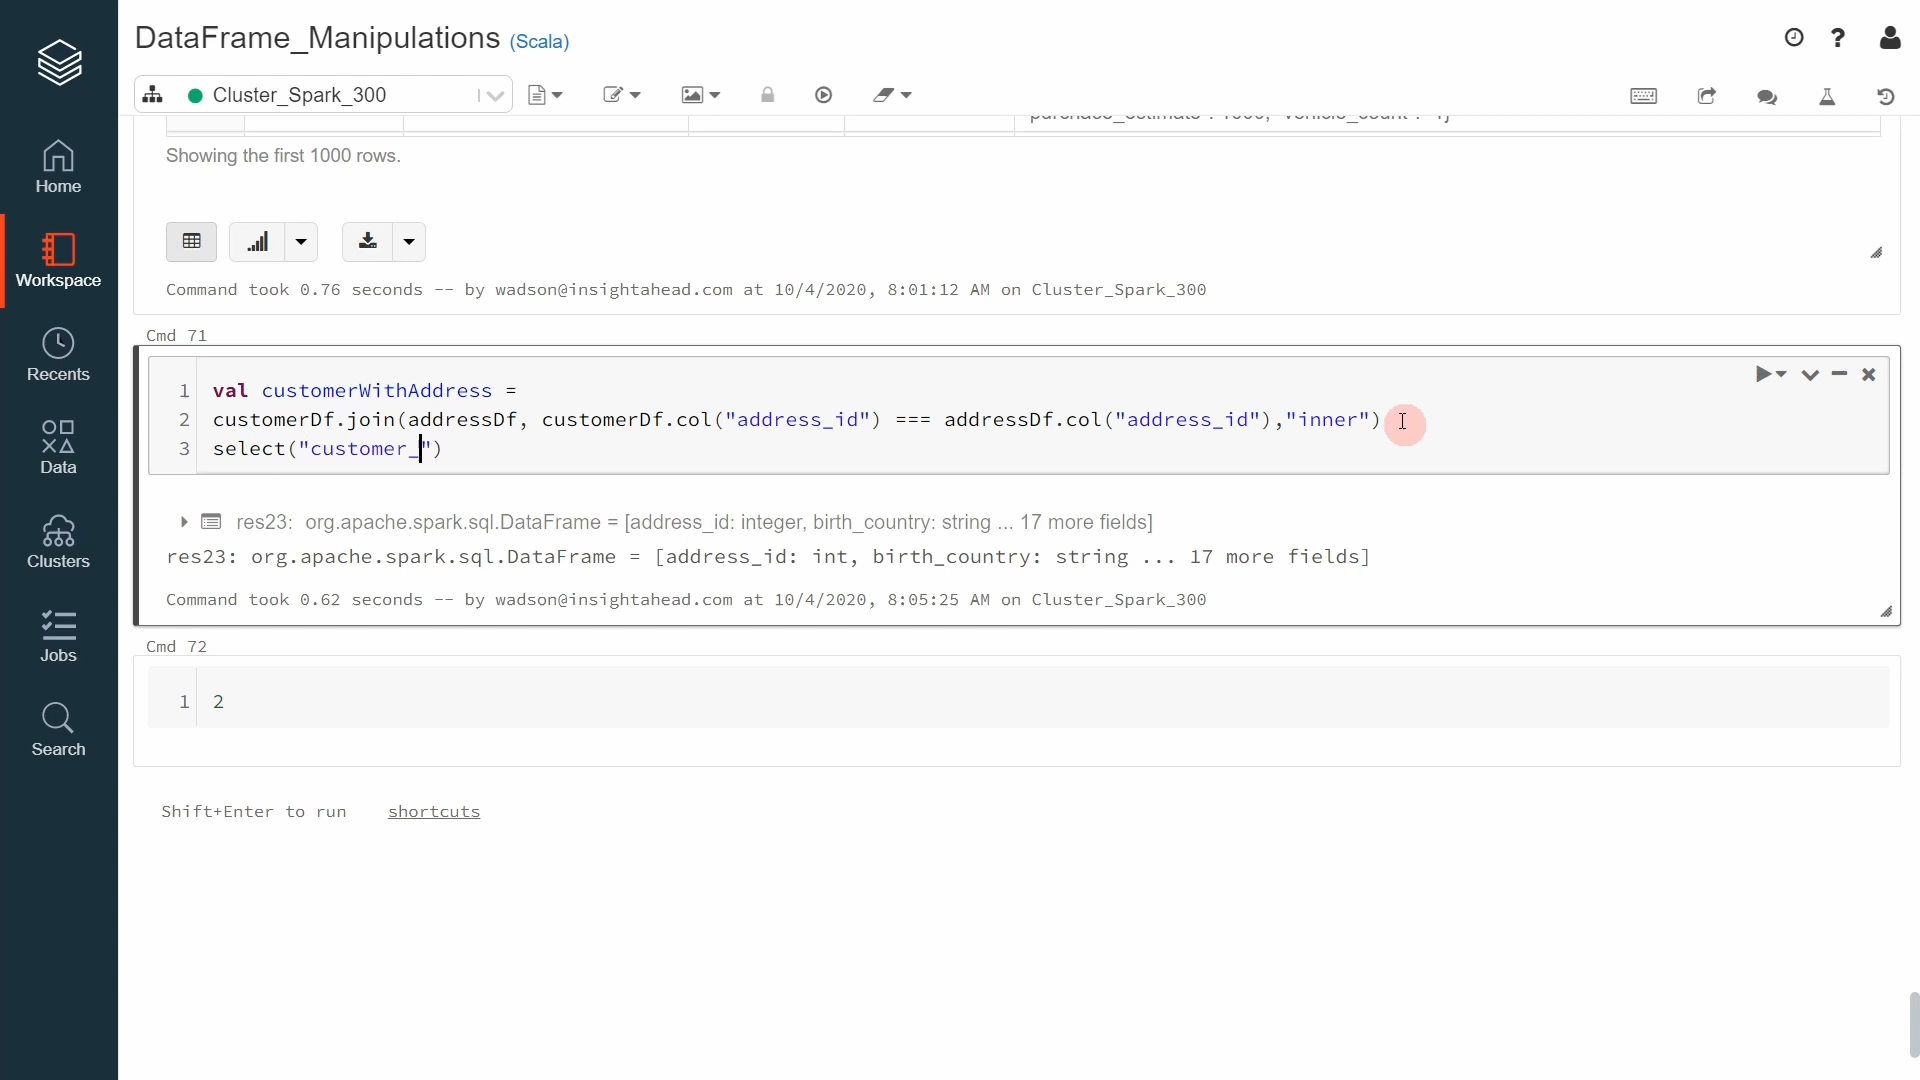 DataFrame_Manipulations (Scala)
Cluster_Spark_300
Home
Workspace
Recents
Data
Clusters
Jobs
Search
purchase_estimate": 1000, "vehicle_count":
Showing the first 1000 rows.
Command took 0.76 seconds -- by wadson@insightahead.com at 10/4/2020, 8:01:12 AM on Cluster_Spark_300
Cmd 71
1 val customerWithAddress =
2 customerDf.join(addressDf, customerDf.col("address_id") === addressDf.col("address_id"),"inner")
3 select("customer_")
res23: org.apache.spark.sql.DataFrame = [address_id: integer, birth_country: string ... 17 more fields]
res23: org.apache.spark.sql.DataFrame = [address_id: int, birth_country: string ... 17 more fields]
Command took 0.62 seconds -- by wadson@insightahead.com at 10/4/2020, 8:05:25 AM on Cluster_Spark_300
Cmd 72
1 2
Shift+Enter to run shortcuts